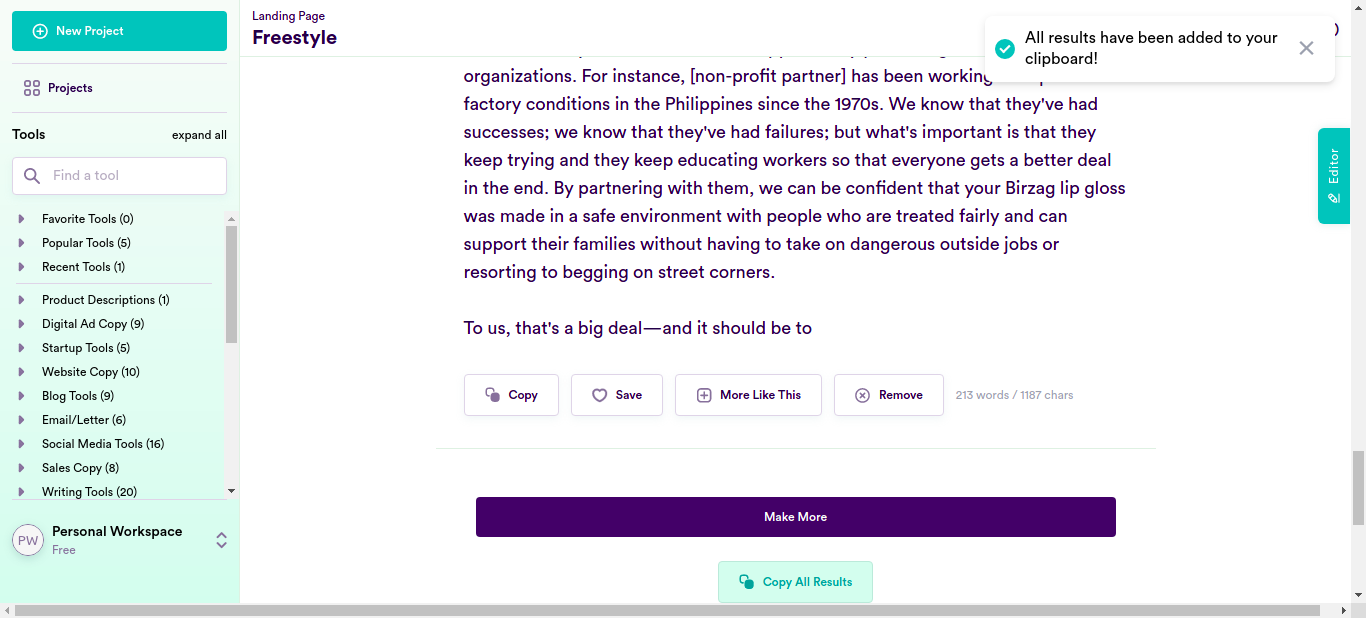 New Project
Projects
Tools
expand all
Find a tool
Favorite Tools (0)
Popular Tools (5)
Recent Tools (1)
Product Descriptions (1)
Digital Ad Copy (9)
Startup Tools (5)
Website Copy (10)
Blog Tools (9)
Email/Letter (6)
Social Media Tools (16)
Sales Copy (8)
Writing Tools (20)
PW
Personal Workspace
Free
Landing Page
Freestyle
All results have been added to your
clipboard!
organizations. For instance, [non-profit partner] has been working
factory conditions in the Philippines since the 1970s. We know that they've had
successes; we know that they've had failures; but what's important is that they
keep trying and they keep educating workers so that everyone gets a better deal
in the end. By partnering with them, we can be confident that your Birzag lip gloss
was made in a safe environment with people who are treated fairly and can
support their families without having to take on dangerous outside jobs or
resorting to begging on street corners.
To us, that's a big deal—and it should be to
Copy
Save
More Like This
Remove
213 words / 1187 chars
Make More
Copy All Results
Editor